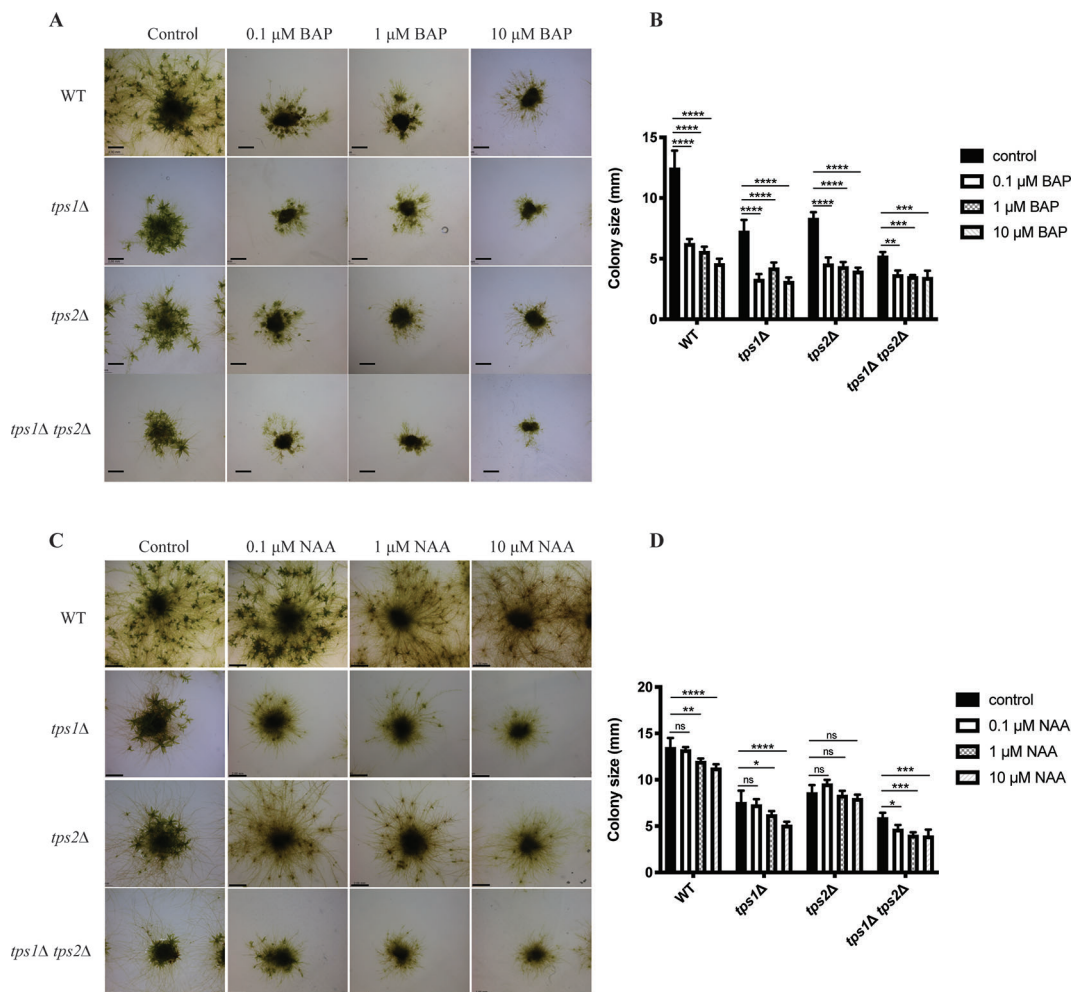 A
Control 0.1 µM BAP 1 µM BAP 10 µM BAP
WT
tps1Δ
tps2Δ
tps1Δ tps2Δ
B
Colony size (mm)
15
10
5
0
**** **** ****
**** **** ****
**** **** ****
*** *** **
WT tps1Δ tps2Δ tps1Δ tps2Δ
control
0.1 µM BAP
1 µM BAP
10 µM BAP
C
Control 0.1 µM NAA 1 µM NAA 10 µM NAA
WT
tps1Δ
tps2Δ
tps1Δ tps2Δ
D
Colony size (mm)
20
15
10
5
0
**** ** ns
**** * ns
ns ns ns
*** *** *
WT tps1Δ tps2Δ tps1Δ tps2Δ
control
0.1 µM NAA
1 µM NAA
10 µM NAA